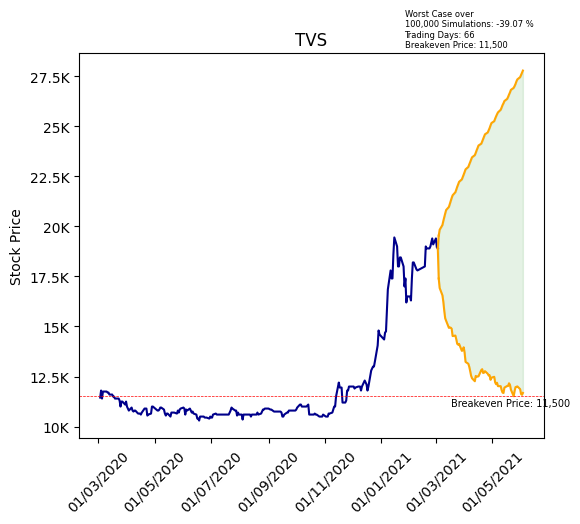 Worst Case over
100,000 Simulations: -39.07 %
Trading Days: 66
Breakeven Price: 11,500
TVS
Stock Price
27.5K
25K
22.5K
20K
17.5K
15K
12.5K
10K
Breakeven Price: 11,500
01/03/2020
01/05/2020
01/07/2020
01/09/2020
01/11/2020
01/01/2021
01/03/2021
01/05/2021